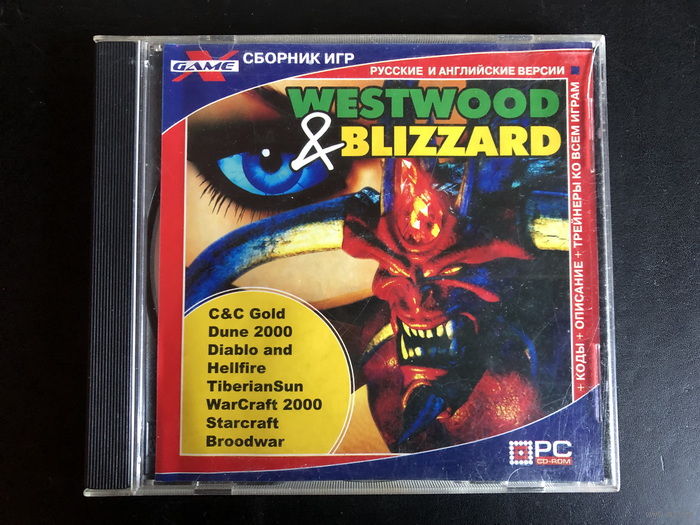 GAME X
СБОРНИК ИГР
РУССКИЕ И АНГЛИЙСКИЕ ВЕРСИИ
WESTWOOD
& BLIZZARD
+ КОДЫ + ОПИСАНИЕ + ТРЕЙНЕРЫ КО ВСЕМ ИГРАМ
C&C Gold
Dune 2000
Diablo and
Hellfire
TiberianSun
WarCraft 2000
Starcraft
Broodwar
PC
CD-ROM